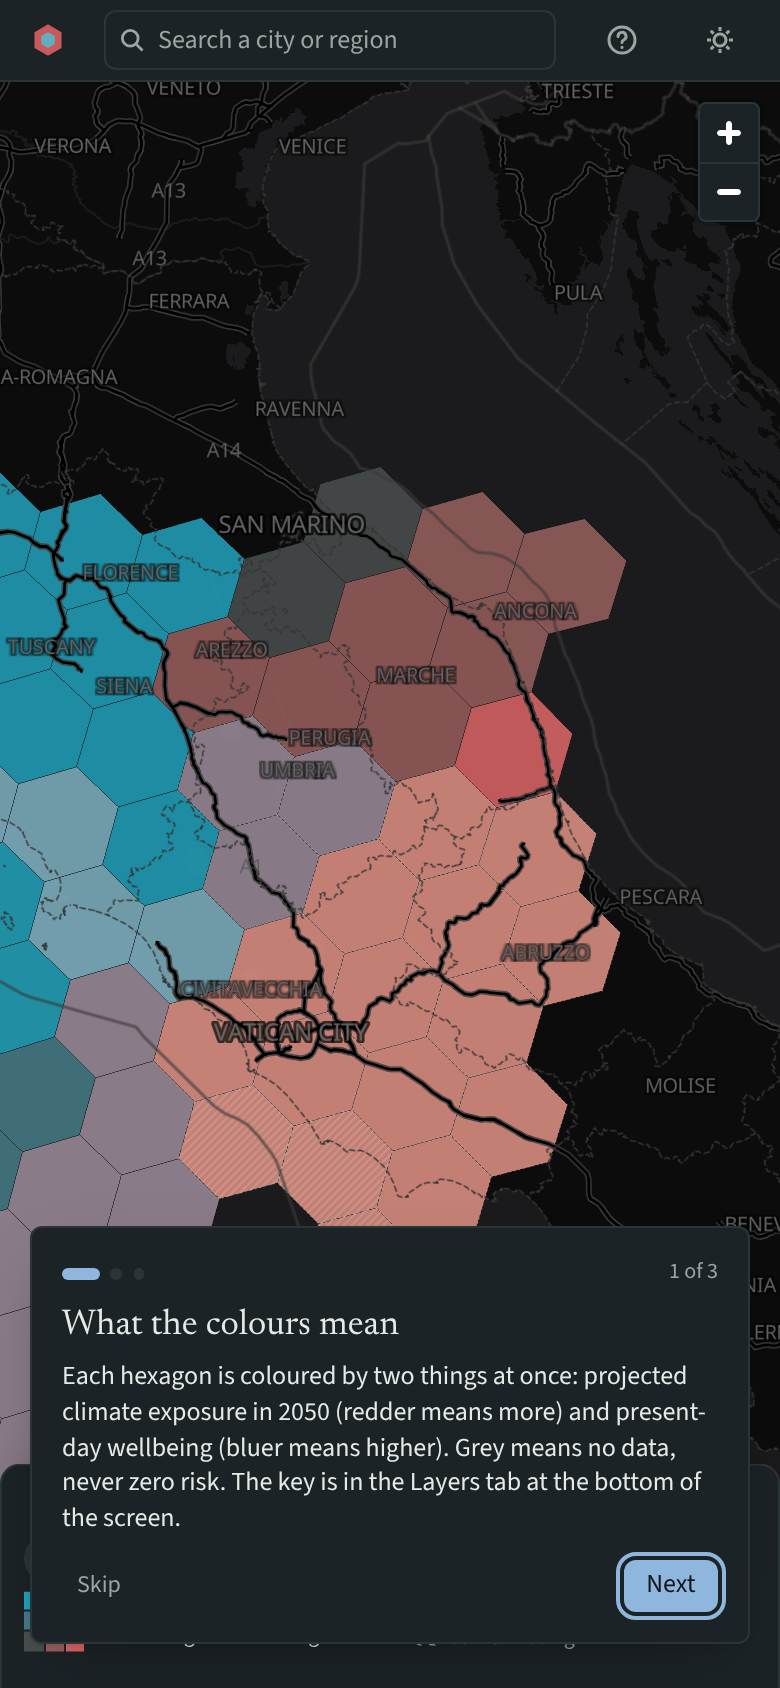 Search a city or region
VENETO
TRIESTE
VERONA
VENICE
A13
A13
PULA
FERRARA
A-ROMAGNA
RAVENNA
A14
SAN MARINO
FLORENCE
ANCONA
TUSCANY
AREZZO
MARCHE
SIENA
PERUGIA
UMBRIA
A1
PESCARA
ABRUZZO
CIVITAVECCHIA
VATICAN CITY
MOLISE
BENEV
NIA
LERI
1 of 3
What the colours mean
Each hexagon is coloured by two things at once: projected
climate exposure in 2050 (redder means more) and present-
day wellbeing (bluer means higher). Grey means no data,
never zero risk. The key is in the Layers tab at the bottom of
the screen.
Skip
Next